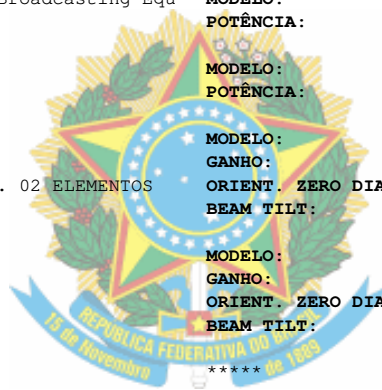 Broadcasting Equ MODELO:
POTÊNCIA:
MODELO:
POTÊNCIA:
MODELO:
GANHO:
. 02 ELEMENTOS ORIENT. ZERO DIA
BEAM TILT:
MODELO:
GANHO:
ORIENT. ZERO DIA
BEAM TILT:
*****
REPÚBLICA FEDERATIVA DO BRASIL
15 de Novembro de 1889